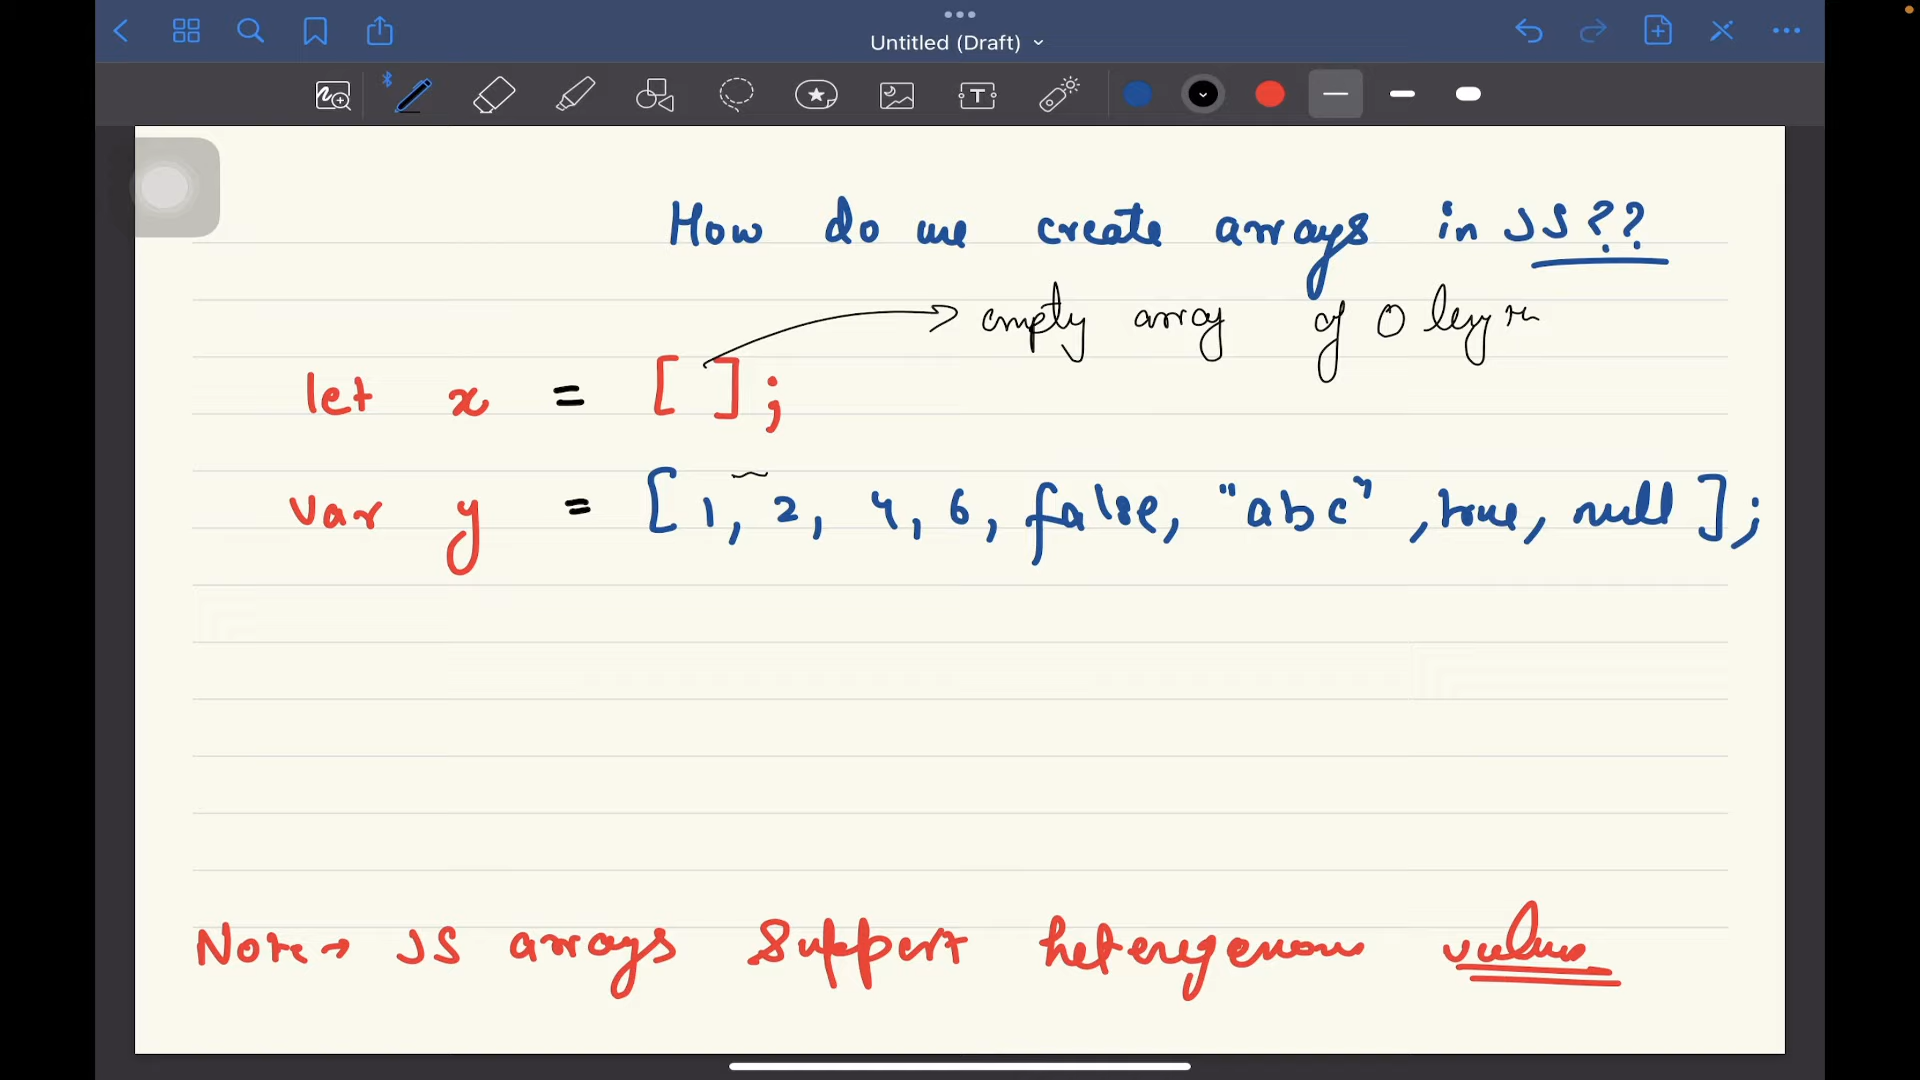 Untitled (Draft)
How do we create arrays in JS??
empty array of 0 length
let x = [ ];
var y = [ 1, 2, 4, 6, false, "abc", true, null ];
Note → JS arrays support heterogenous values